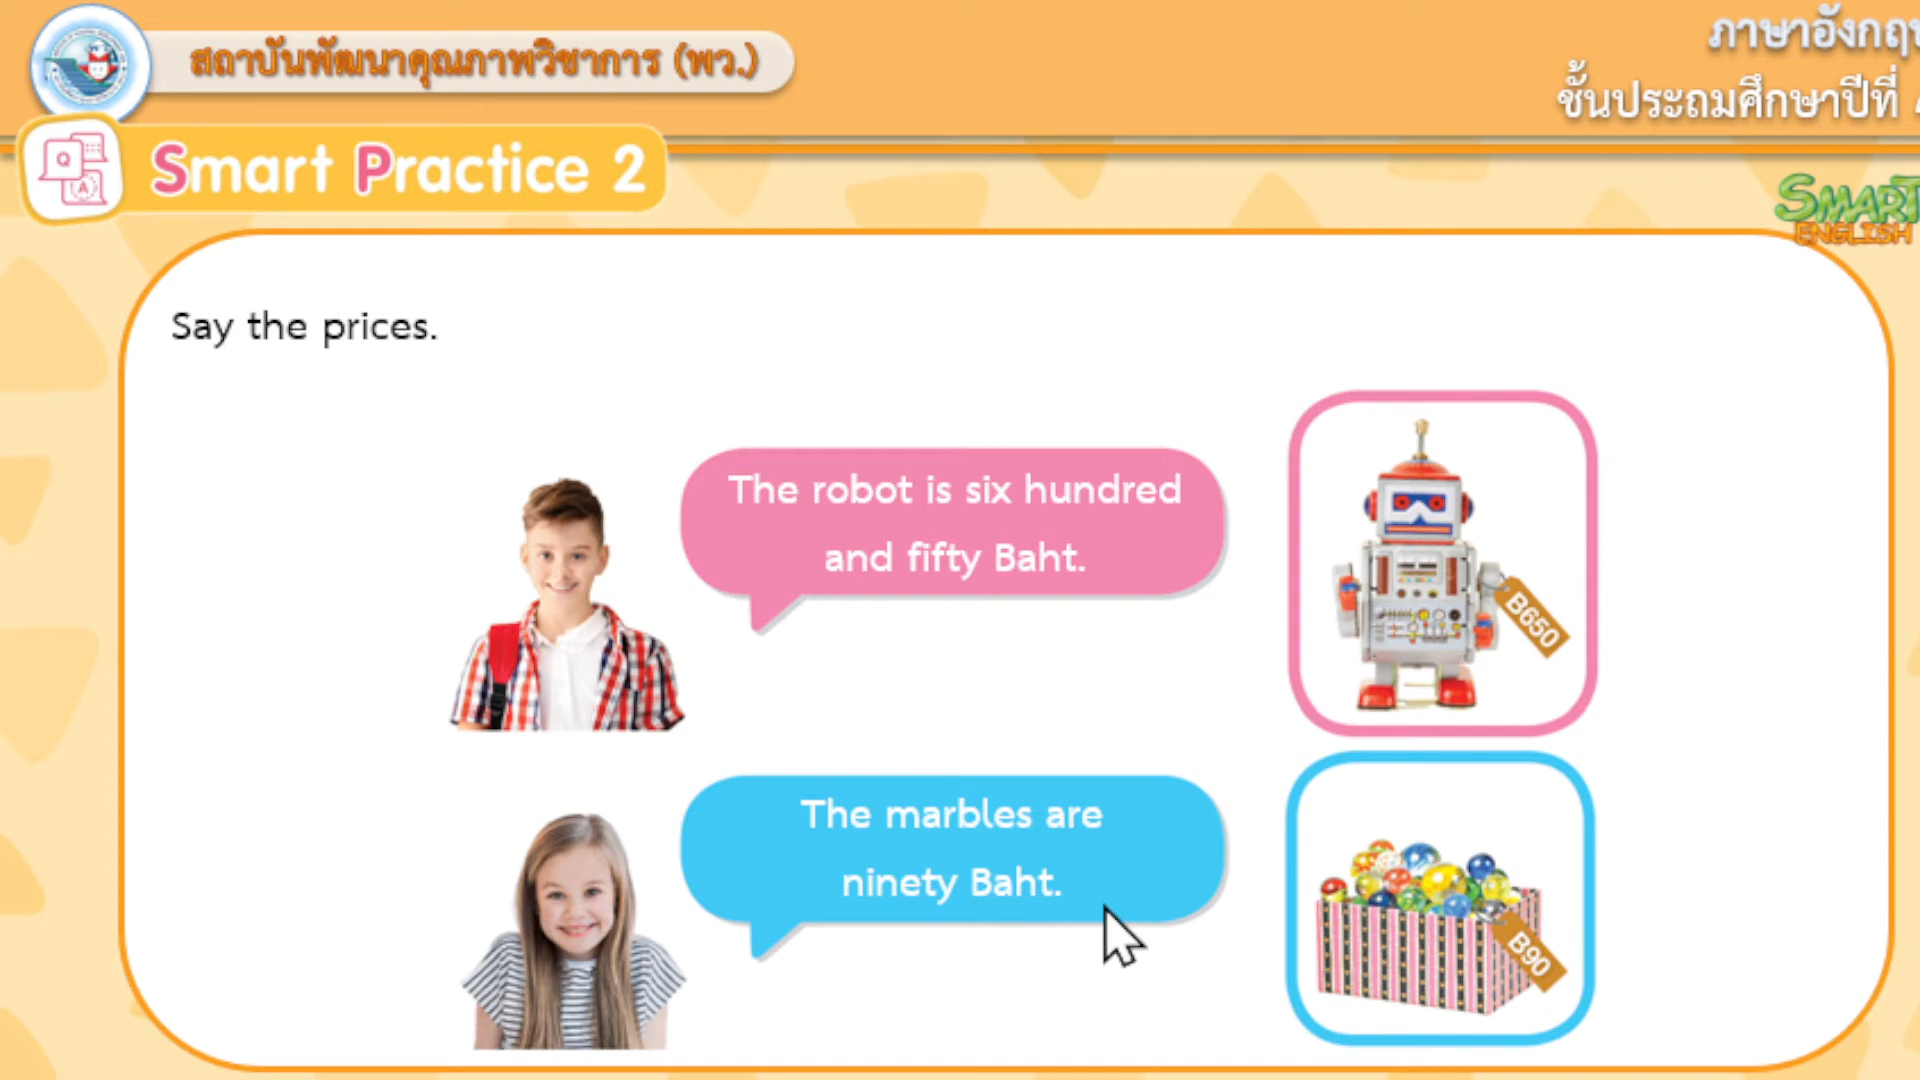 สถาบันพัฒนาคุณภาพวิชาการ (พว.)
ภาษาอังกฤษ
ชั้นประถมศึกษาปีที่
Smart Practice 2
Q
A
SMART
ENGLISH
Say the prices.
The robot is six hundred
and fifty Baht.
B650
The marbles are
ninety Baht.
B90